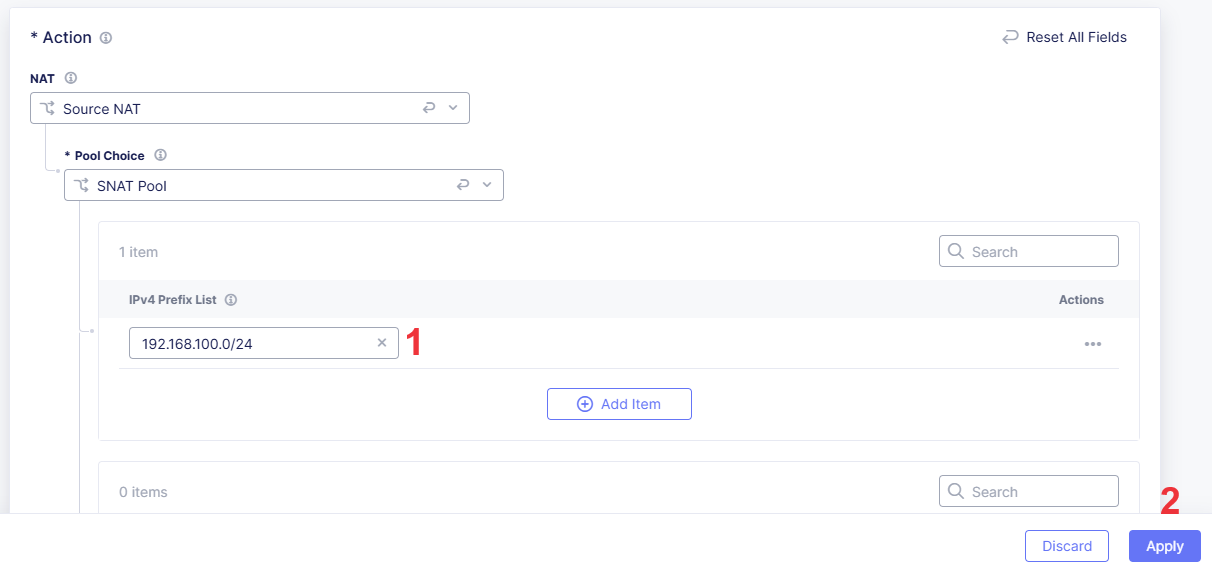 * Action
Reset All Fields
NAT
Source NAT
* Pool Choice
SNAT Pool
1 item
Search
IPv4 Prefix List
Actions
192.168.100.0/24
1
Add Item
0 items
Search
2
Discard
Apply